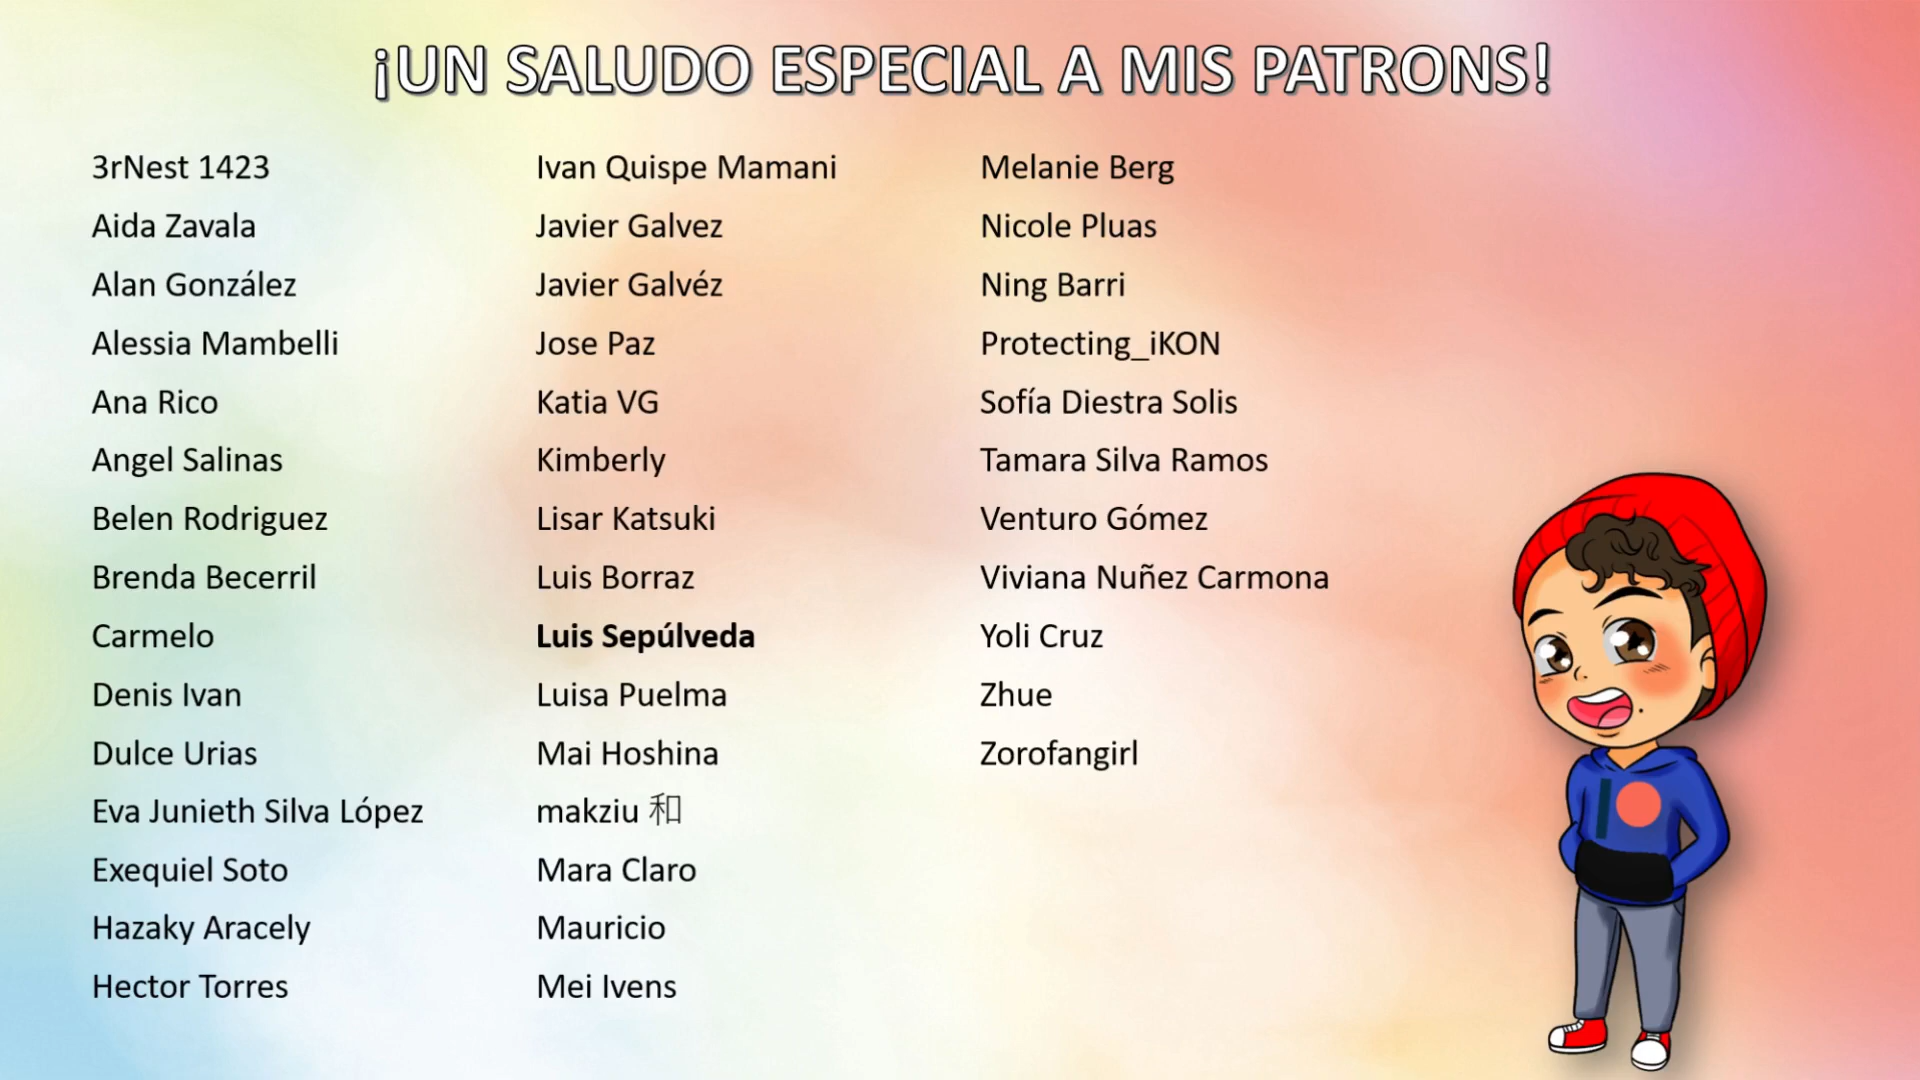 ¡UN SALUDO ESPECIAL A MIS PATRONS!
3rNest 1423
Aida Zavala
Alan González
Alessia Mambelli
Ana Rico
Angel Salinas
Belen Rodriguez
Brenda Becerril
Carmelo
Denis Ivan
Dulce Urias
Eva Junieth Silva López
Exequiel Soto
Hazaky Aracely
Hector Torres
Ivan Quispe Mamani
Javier Galvez
Javier Galvéz
Jose Paz
Katia VG
Kimberly
Lisar Katsuki
Luis Borraz
Luis Sepúlveda
Luisa Puelma
Mai Hoshina
makziu 和
Mara Claro
Mauricio
Mei Ivens
Melanie Berg
Nicole Pluas
Ning Barri
Protecting_iKON
Sofía Diestra Solis
Tamara Silva Ramos
Venturo Gómez
Viviana Nuñez Carmona
Yoli Cruz
Zhue
Zorofangirl